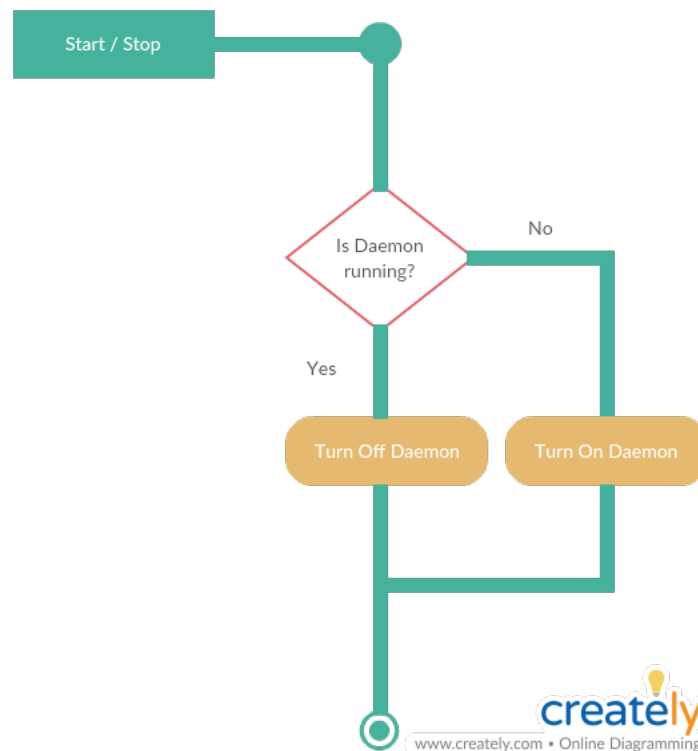 Start / Stop
Is Daemon
running?
No
Yes
Turn Off Daemon
Turn On Daemon
creately
www.creately.com • Online Diagramming